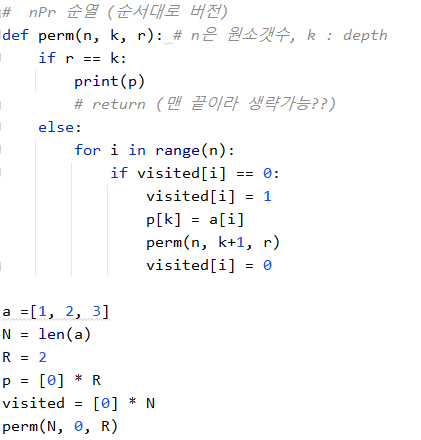 #  nPr 순열 (순서대로 버전)
def perm(n, k, r): # n은 원소갯수, k : depth
    if r == k:
        print(p)
        # return (맨 끝이라 생략가능??)
    else:
        for i in range(n):
            if visited[i] == 0:
                visited[i] = 1
                p[k] = a[i]
                perm(n, k+1, r)
                visited[i] = 0

a =[1, 2, 3]
N = len(a)
R = 2
p = [0] * R
visited = [0] * N
perm(N, 0, R)